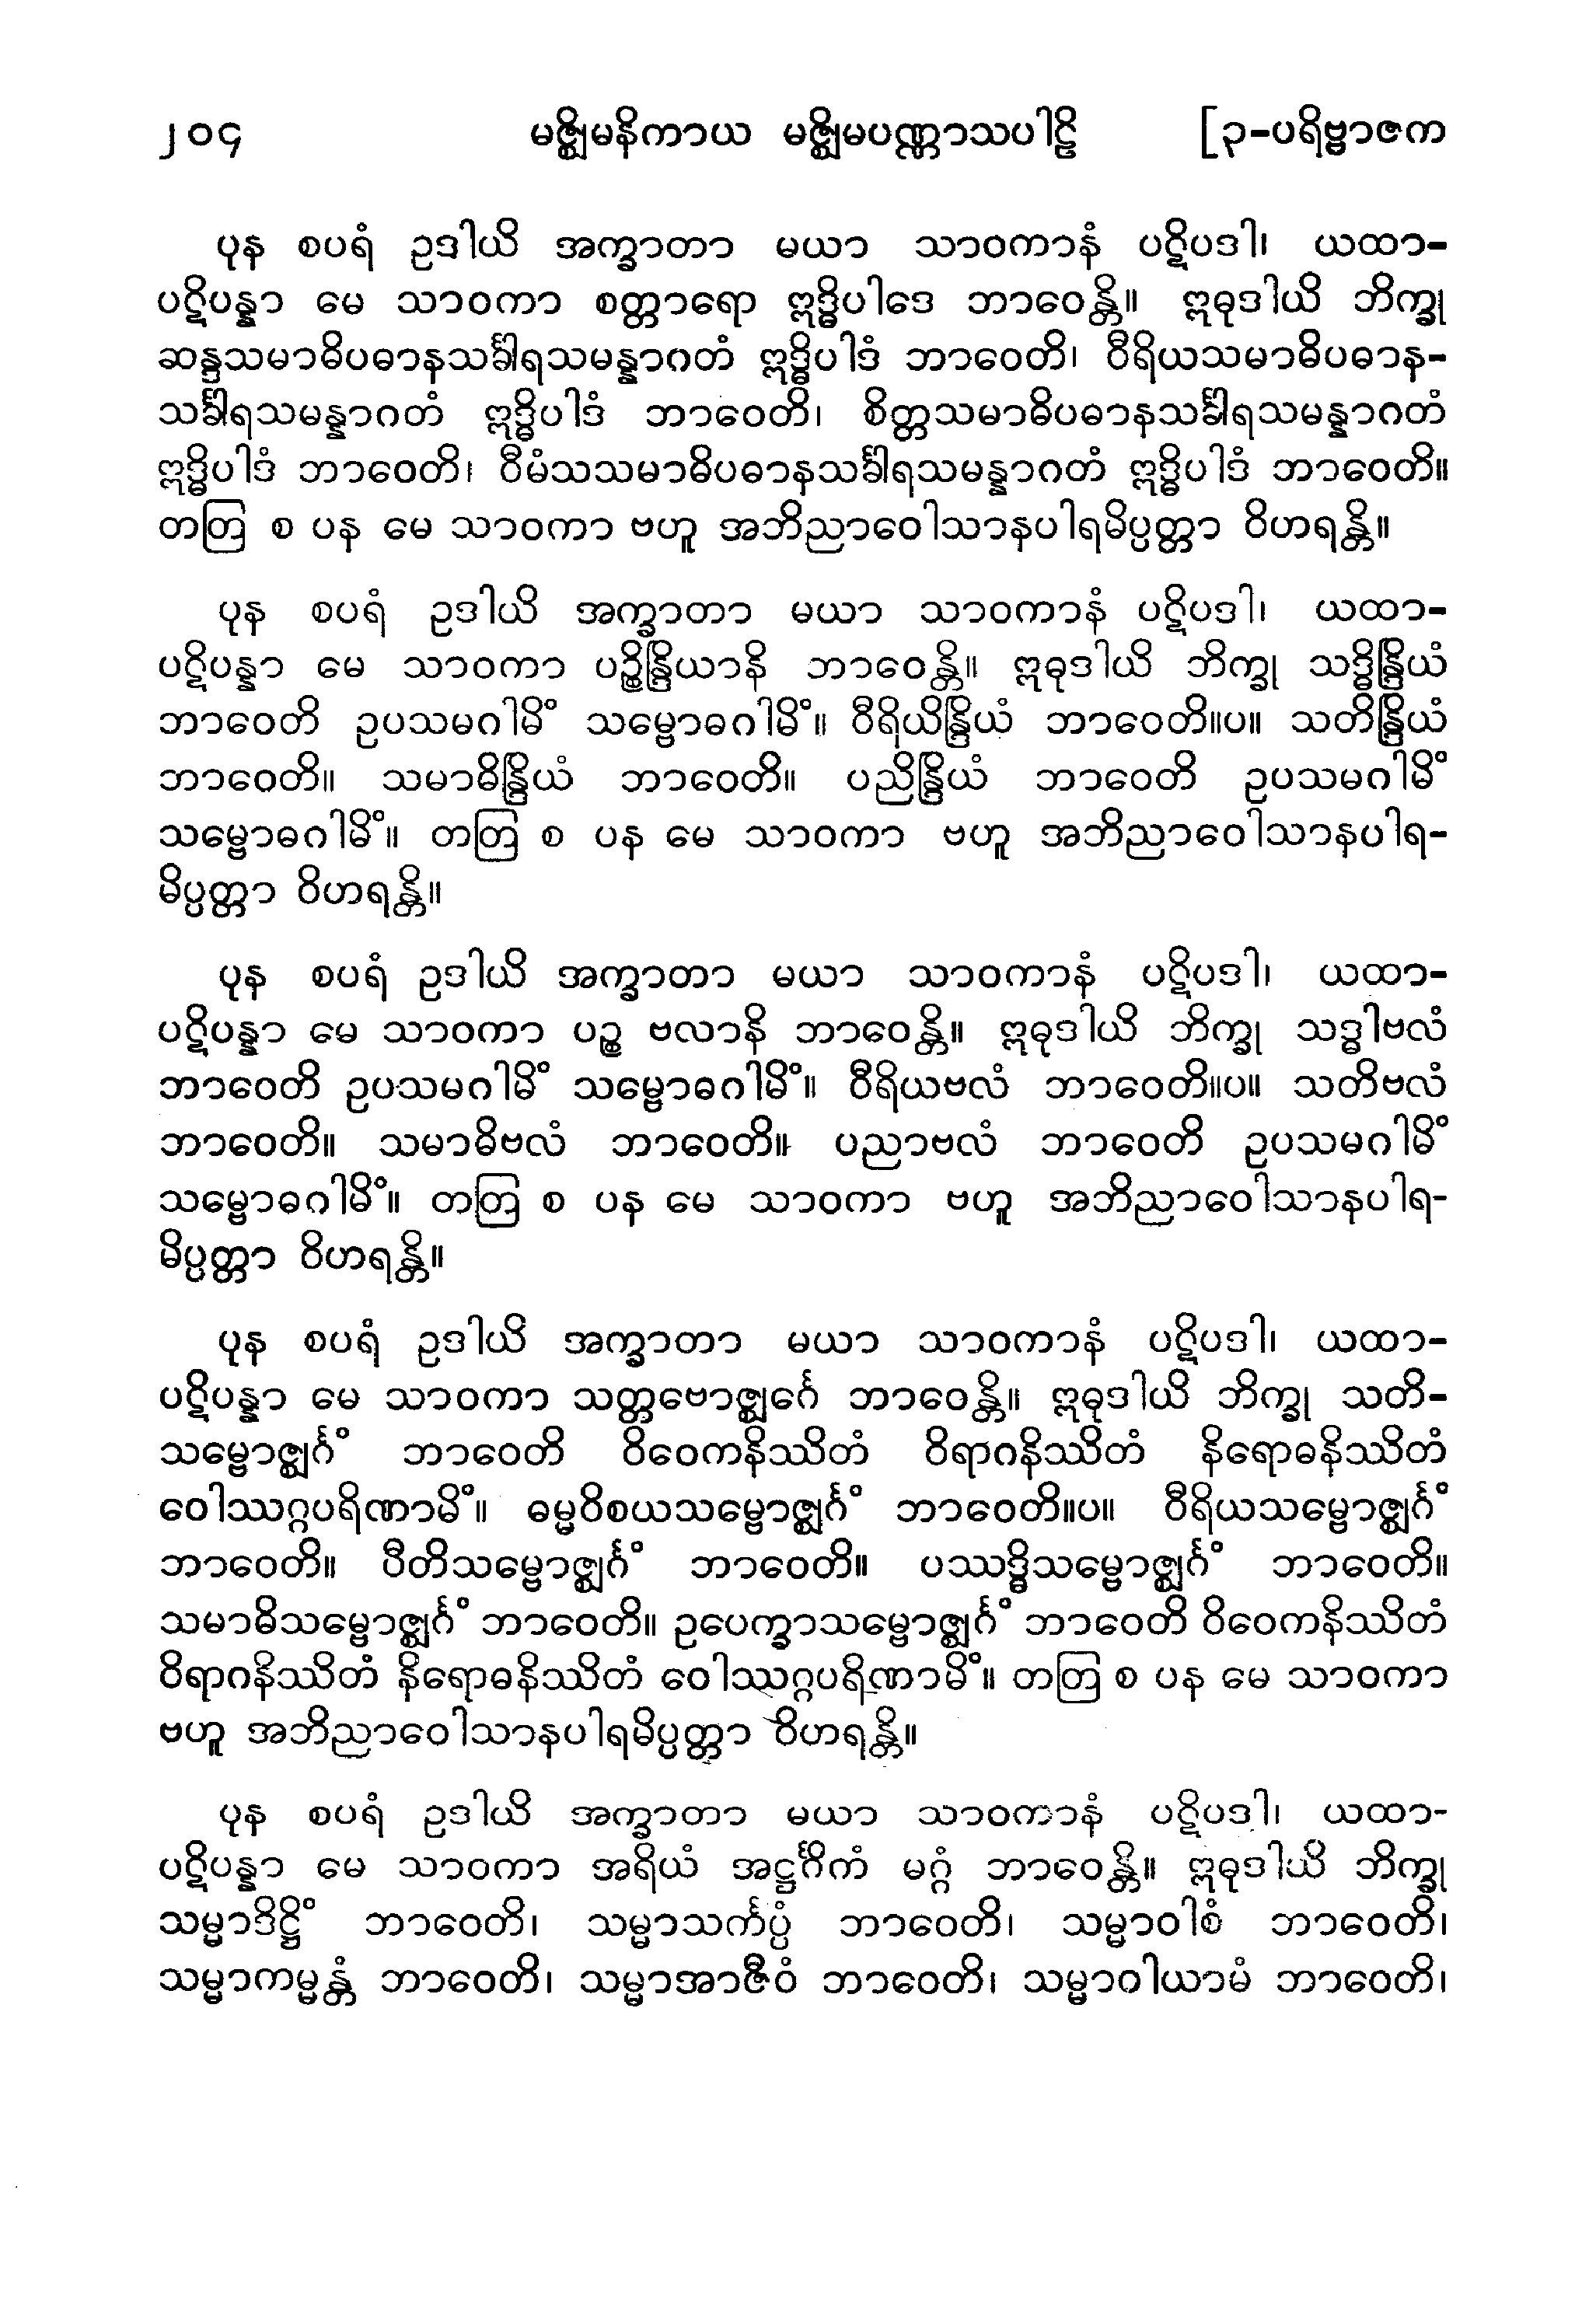 ၂၀၄ မဇ္ဈိမနိကာယ မဇ္ဈိမပဏ္ဏာသပါဠိ [၃-ပရိဗ္ဗာဇက
ပုန စပရံ ဥဒါယိ အက္ခာတာ မယာ သာဝကာနံ ပဋိပဒါ၊ ယထာ-
ပဋိပန္နာ မေ သာဝကာ စတ္တာရော ဣဒ္ဓိပါဒေ ဘာဝေန္တိ။ ဣဓုဒါယိ ဘိက္ခု
ဆန္ဒသမာဓိပဓာနသင်္ခါရသမန္နာဂတံ ဣဒ္ဓိပါဒံ ဘာဝေတိ၊ ဝီရိယသမာဓိပဓာန-
သင်္ခါရသမန္နာဂတံ ဣဒ္ဓိပါဒံ ဘာဝေတိ၊ စိတ္တသမာဓိပဓာနသင်္ခါရသမန္နာဂတံ
ဣဒ္ဓိပါဒံ ဘာဝေတိ၊ ဝီမံသသမာဓိပဓာနသင်္ခါရသမန္နာဂတံ ဣဒ္ဓိပါဒံ ဘာဝေတိ။
တတြ စ ပန မေ သာဝကာ ဗဟူ အဘိညာဝေါသာနပါရမိပ္ပတ္တာ ဝိဟရန္တိ။
ပုန စပရံ ဥဒါယိ အက္ခာတာ မယာ သာဝကာနံ ပဋိပဒါ၊ ယထာ-
ပဋိပန္နာ မေ သာဝကာ ပဉ္စိန္ဒြိယာနိ ဘာဝေန္တိ။ ဣဓုဒါယိ ဘိက္ခု သဒ္ဓိန္ဒြိယံ
ဘာဝေတိ ဥပသမဂါမိံ သမ္ဗောဓဂါမိံ။ ဝီရိယိန္ဒြိယံ ဘာဝေတိ။ပ။ သတိန္ဒြိယံ
ဘာဝေတိ။ သမာဓိန္ဒြိယံ ဘာဝေတိ။ ပညိန္ဒြိယံ ဘာဝေတိ ဥပသမဂါမိံ
သမ္ဗောဓဂါမိံ။ တတြ စ ပန မေ သာဝကာ ဗဟူ အဘိညာဝေါသာနပါရ-
မိပ္ပတ္တာ ဝိဟရန္တိ။
ပုန စပရံ ဥဒါယိ အက္ခာတာ မယာ သာဝကာနံ ပဋိပဒါ၊ ယထာ-
ပဋိပန္နာ မေ သာဝကာ ပဉ္စ ဗလာနိ ဘာဝေန္တိ။ ဣဓုဒါယိ ဘိက္ခု သဒ္ဓါဗလံ
ဘာဝေတိ ဥပသမဂါမိံ သမ္ဗောဓဂါမိံ။ ဝီရိယဗလံ ဘာဝေတိ။ပ။ သတိဗလံ
ဘာဝေတိ။ သမာဓိဗလံ ဘာဝေတိ။ ပညာဗလံ ဘာဝေတိ ဥပသမဂါမိံ
သမ္ဗောဓဂါမိံ။ တတြ စ ပန မေ သာဝကာ ဗဟူ အဘိညာဝေါသာနပါရ-
မိပ္ပတ္တာ ဝိဟရန္တိ။
ပုန စပရံ ဥဒါယိ အက္ခာတာ မယာ သာဝကာနံ ပဋိပဒါ၊ ယထာ-
ပဋိပန္နာ မေ သာဝကာ သတ္တဗောဇ္ဈင်္ဂေ ဘာဝေန္တိ။ ဣဓုဒါယိ ဘိက္ခု သတိ-
သမ္ဗောဇ္ဈင်္ဂံ ဘာဝေတိ ဝိဝေကနိဿိတံ ဝိရာဂနိဿိတံ နိရောဓနိဿိတံ
ဝေါဿဂ္ဂပရိဏာမိံ။ ဓမ္မဝိစယသမ္ဗောဇ္ဈင်္ဂံ ဘာဝေတိ။ပ။ ဝီရိယသမ္ဗောဇ္ဈင်္ဂံ
ဘာဝေတိ။ ပီတိသမ္ဗောဇ္ဈင်္ဂံ ဘာဝေတိ။ ပဿဒ္ဓိသမ္ဗောဇ္ဈင်္ဂံ ဘာဝေတိ။
သမာဓိသမ္ဗောဇ္ဈင်္ဂံ ဘာဝေတိ။ ဥပေက္ခာသမ္ဗောဇ္ဈင်္ဂံ ဘာဝေတိ ဝိဝေကနိဿိတံ
ဝိရာဂနိဿိတံ နိရောဓနိဿိတံ ဝေါဿဂ္ဂပရိဏာမိံ။ တတြ စ ပန မေ သာဝကာ
ဗဟူ အဘိညာဝေါသာနပါရမိပ္ပတ္တာ ဝိဟရန္တိ။
ပုန စပရံ ဥဒါယိ အက္ခာတာ မယာ သာဝကာနံ ပဋိပဒါ၊ ယထာ-
ပဋိပန္နာ မေ သာဝကာ အရိယံ အဋ္ဌင်္ဂိကံ မဂ္ဂံ ဘာဝေန္တိ။ ဣဓုဒါယိ ဘိက္ခု
သမ္မာဒိဋ္ဌိံ ဘာဝေတိ၊ သမ္မာသင်္ကပ္ပံ ဘာဝေတိ၊ သမ္မာဝါစံ ဘာဝေတိ၊
သမ္မာကမ္မန္တံ ဘာဝေတိ၊ သမ္မာအာဇီဝံ ဘာဝေတိ၊ သမ္မာဝါယာမံ ဘာဝေတိ၊